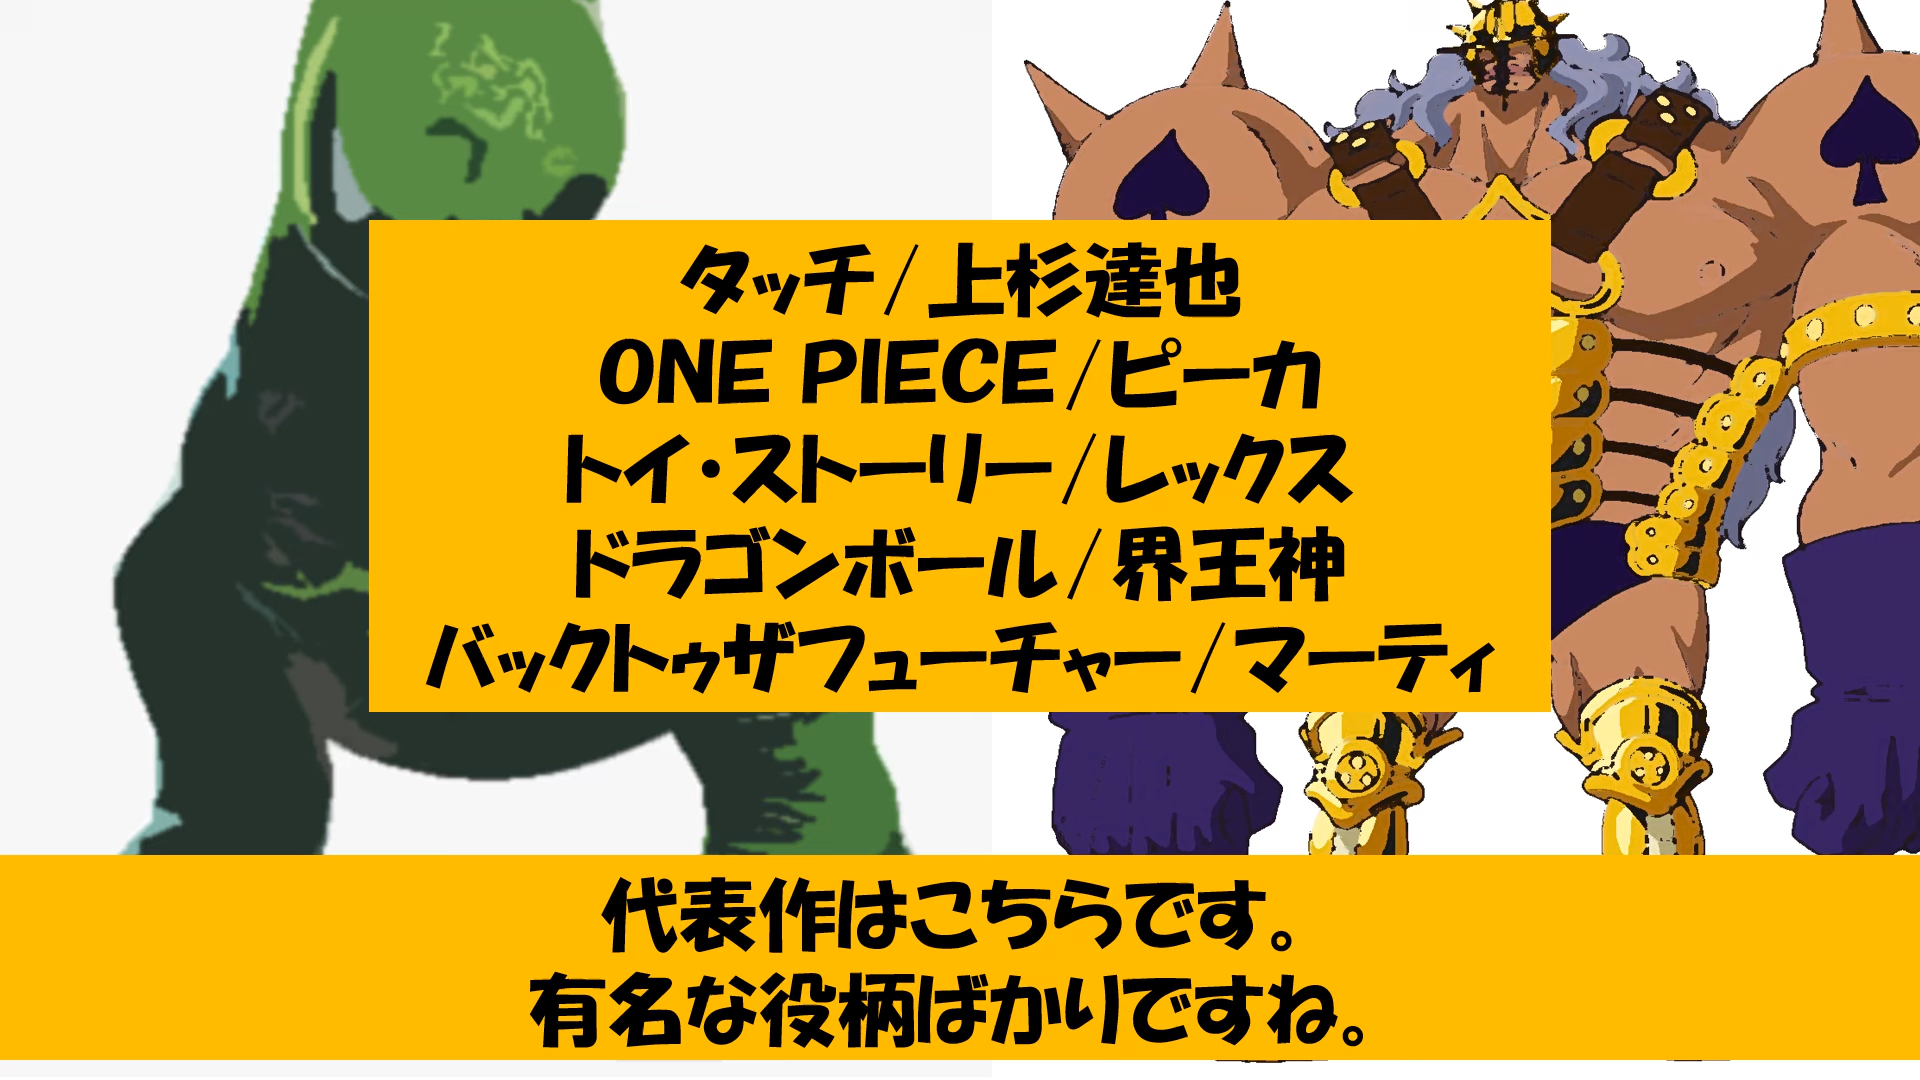 タッチ/上杉達也
ONE PIECE/ピーカ
トイ・ストーリー/レックス
ドラゴンボール/界王神
バックトゥザフューチャー/マーティ
代表作はこちらです。
有名な役柄ばかりですね。